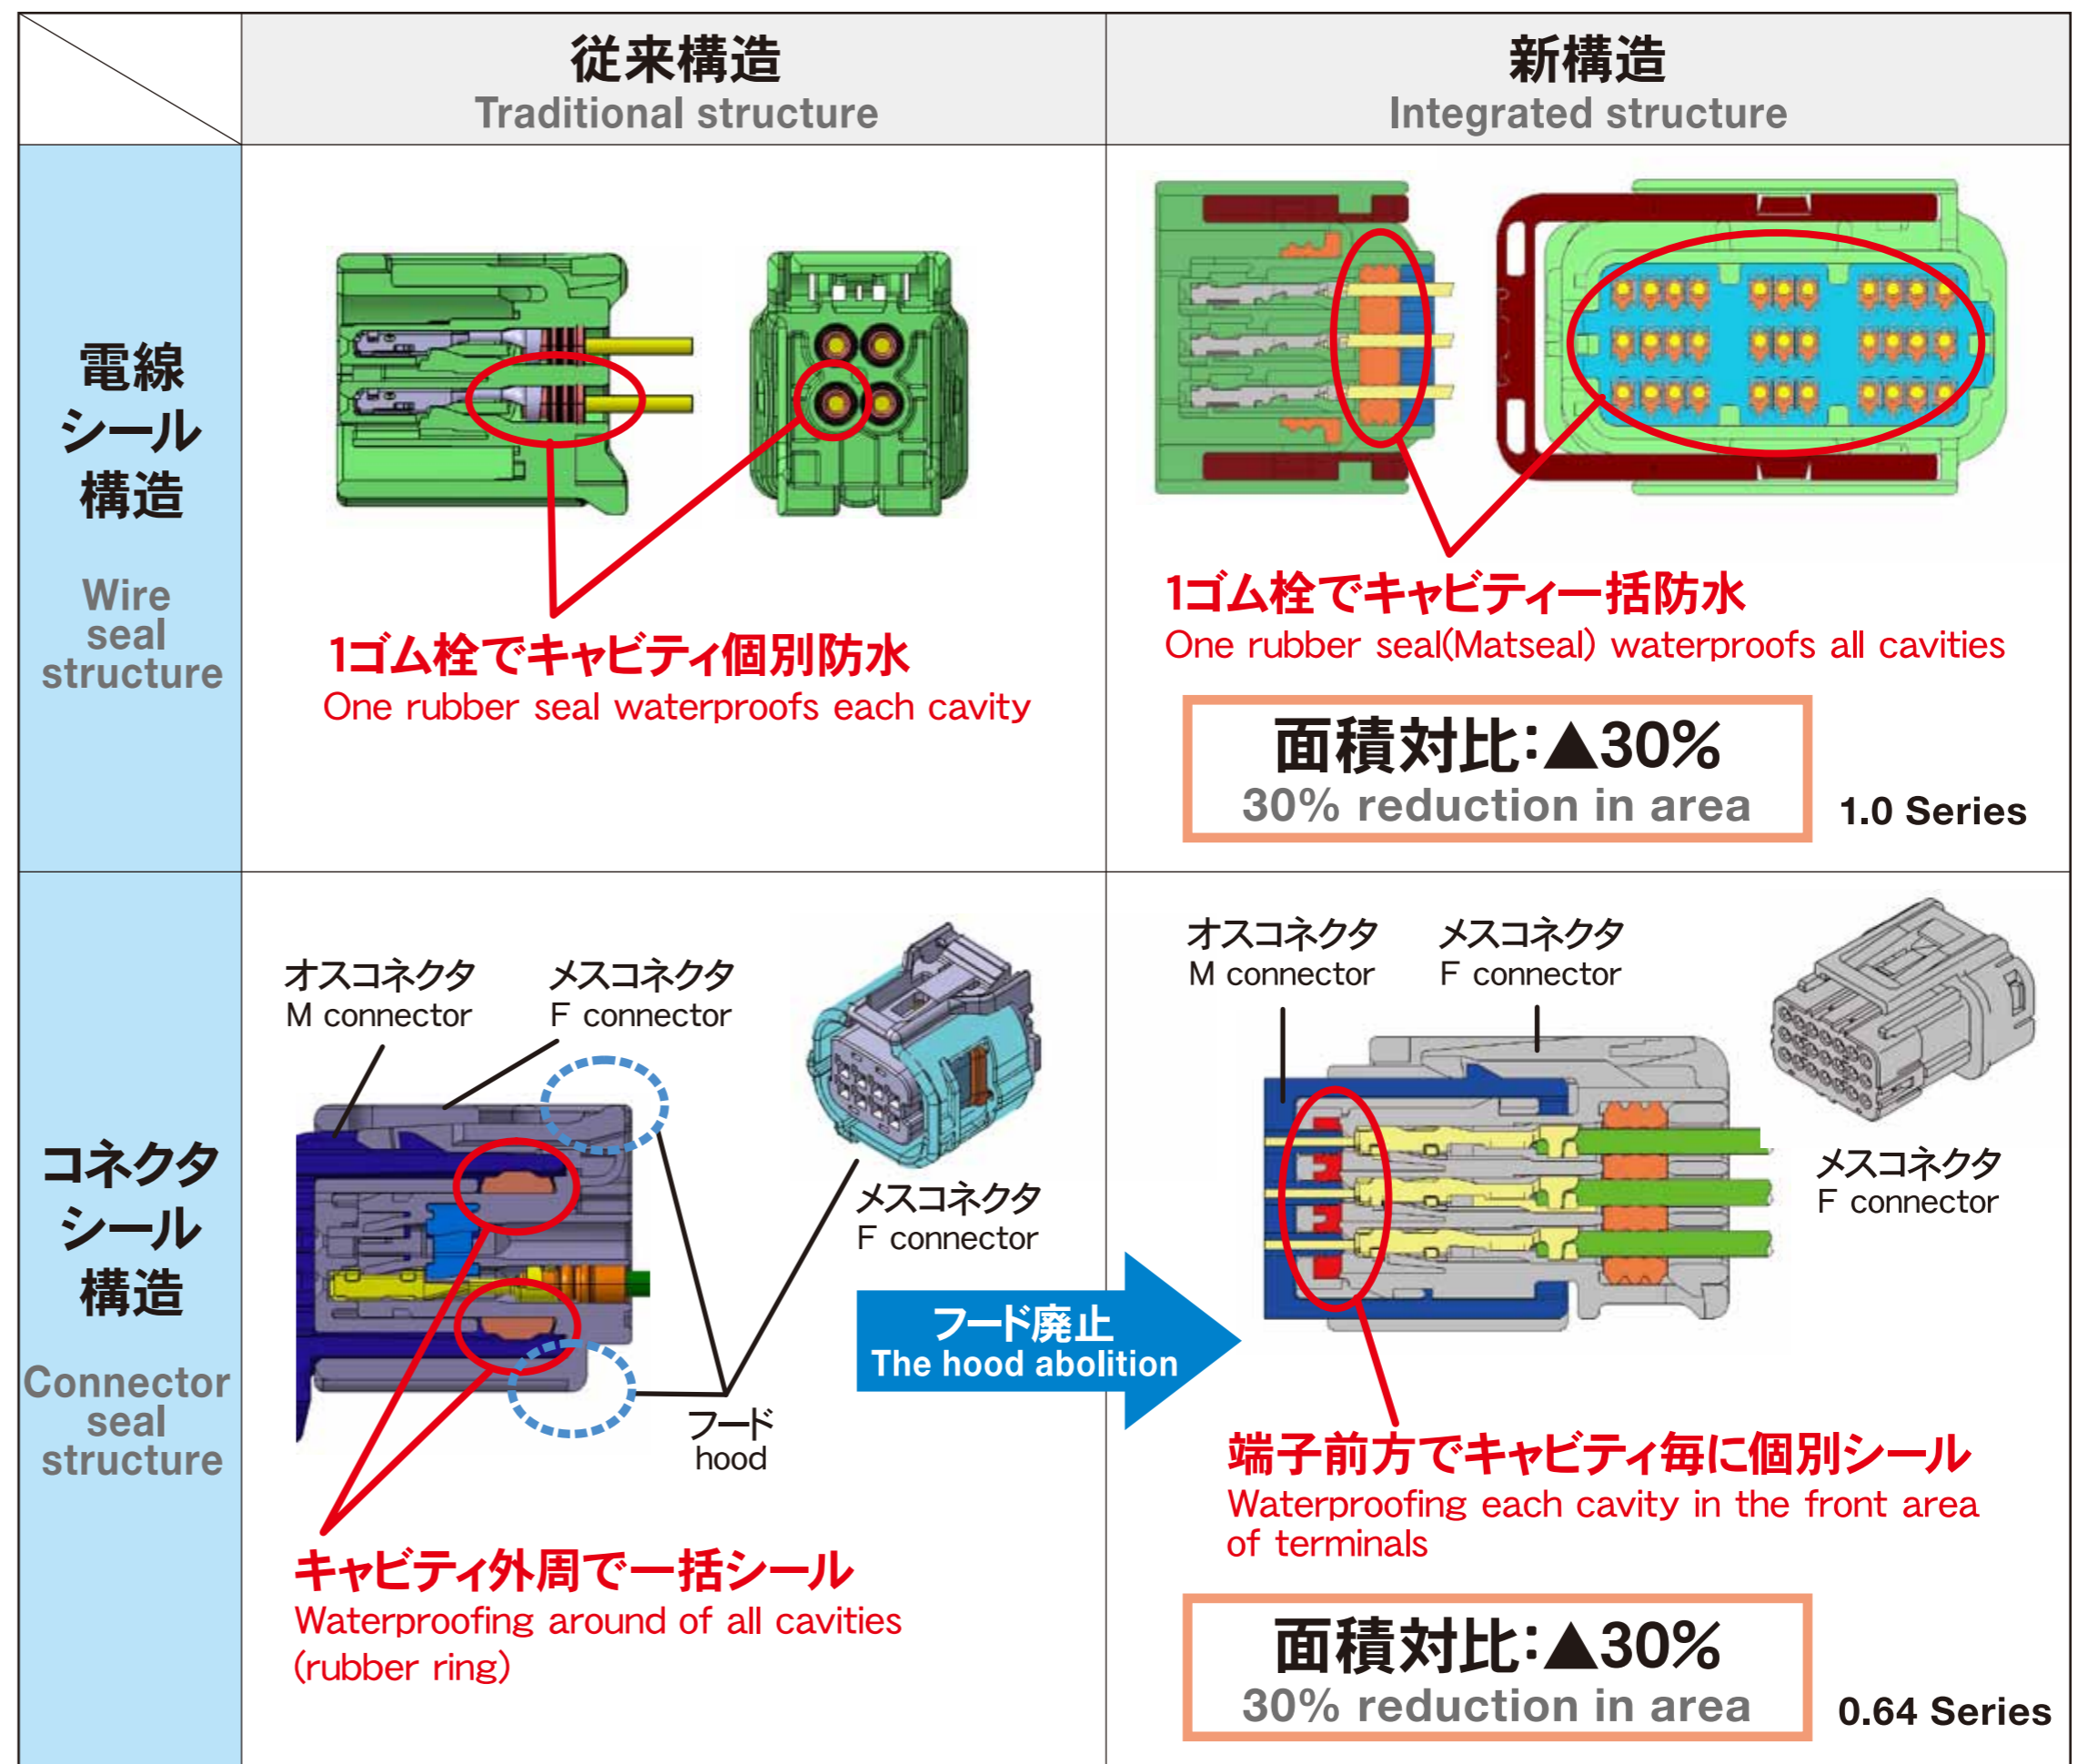 従来構造
Traditional structure
新構造
Integrated structure
電線
シール
構造
Wire
seal
structure
1ゴム栓でキャビティ個別防水
One rubber seal waterproofs each cavity
1ゴム栓でキャビティ一括防水
One rubber seal(Matseal) waterproofs all cavities
面積対比:▲30%
30% reduction in area
1.0 Series
コネクタ
シール
構造
Connector
seal
structure
オスコネクタ
M connector
メスコネクタ
F connector
メスコネクタ
F connector
フード
hood
キャビティ外周で一括シール
Waterproofing around of all cavities
(rubber ring)
フード廃止
The hood abolition
オスコネクタ
M connector
メスコネクタ
F connector
メスコネクタ
F connector
端子前方でキャビティ毎に個別シール
Waterproofing each cavity in the front area
of terminals
面積対比:▲30%
30% reduction in area
0.64 Series